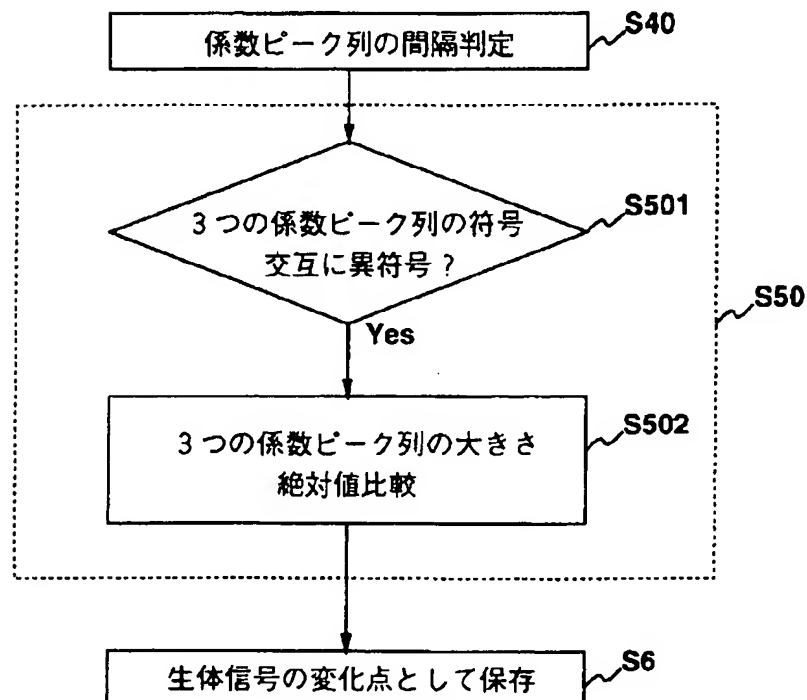 係数ピーク列の間隔判定
S40
3つの係数ピーク列の符号
交互に異符号?
S501
S50
Yes
3つの係数ピーク列の大きさ
絶対値比較
S502
生体信号の変化点として保存
S6